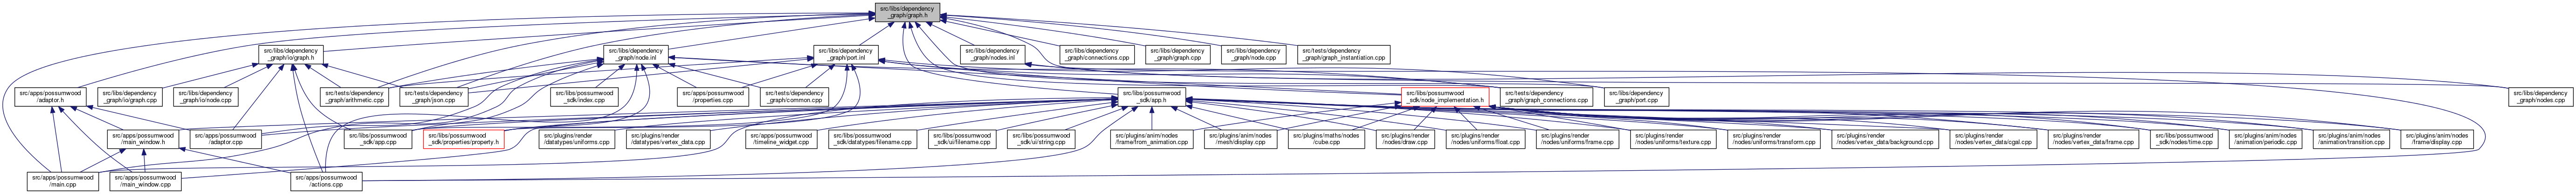 src/libs/dependency
_graph/graph.h
src/libs/dependency
_graph/io/graph.h
src/libs/dependency
_graph/node.inl
src/libs/dependency
_graph/port.inl
src/libs/dependency
_graph/nodes.inl
src/libs/dependency
_graph/connections.cpp
src/libs/dependency
_graph/graph.cpp
src/libs/dependency
_graph/node.cpp
src/tests/dependency
_graph/graph_instantiation.cpp
src/apps/possumwood
/adaptor.h
src/libs/dependency
_graph/io/graph.cpp
src/libs/dependency
_graph/io/node.cpp
src/tests/dependency
_graph/arithmetic.cpp
src/tests/dependency
_graph/json.cpp
src/libs/possumwood
_sdk/index.cpp
src/apps/possumwood
/properties.cpp
src/tests/dependency
_graph/common.cpp
src/libs/possumwood
_sdk/app.h
src/libs/possumwood
_sdk/node_implementation.h
src/tests/dependency
_graph/graph_connections.cpp
src/libs/dependency
_graph/port.cpp
src/libs/dependency
_graph/nodes.cpp
src/apps/possumwood
/main_window.h
src/apps/possumwood
/adaptor.cpp
src/libs/possumwood
_sdk/app.cpp
src/libs/possumwood
_sdk/properties/property.h
src/plugins/render
/datatypes/uniforms.cpp
src/plugins/render
/datatypes/vertex_data.cpp
src/apps/possumwood
/timeline_widget.cpp
src/libs/possumwood
_sdk/datatypes/filename.cpp
src/libs/possumwood
_sdk/ui/filename.cpp
src/libs/possumwood
_sdk/ui/string.cpp
src/plugins/anim/nodes
/frame/from_animation.cpp
src/plugins/anim/nodes
/mesh/display.cpp
src/plugins/maths/nodes
/cube.cpp
src/plugins/render
/nodes/draw.cpp
src/plugins/render
/nodes/uniforms/float.cpp
src/plugins/render
/nodes/uniforms/frame.cpp
src/plugins/render
/nodes/uniforms/texture.cpp
src/plugins/render
/nodes/uniforms/transform.cpp
src/plugins/render
/nodes/vertex_data/background.cpp
src/plugins/render
/nodes/vertex_data/cgal.cpp
src/plugins/render
/nodes/vertex_data/frame.cpp
src/libs/possumwood
_sdk/nodes/time.cpp
src/plugins/anim/nodes
/animation/periodic.cpp
src/plugins/anim/nodes
/animation/transition.cpp
src/plugins/anim/nodes
/frame/display.cpp
src/apps/possumwood
/main.cpp
src/apps/possumwood
/main_window.cpp
src/apps/possumwood
/actions.cpp